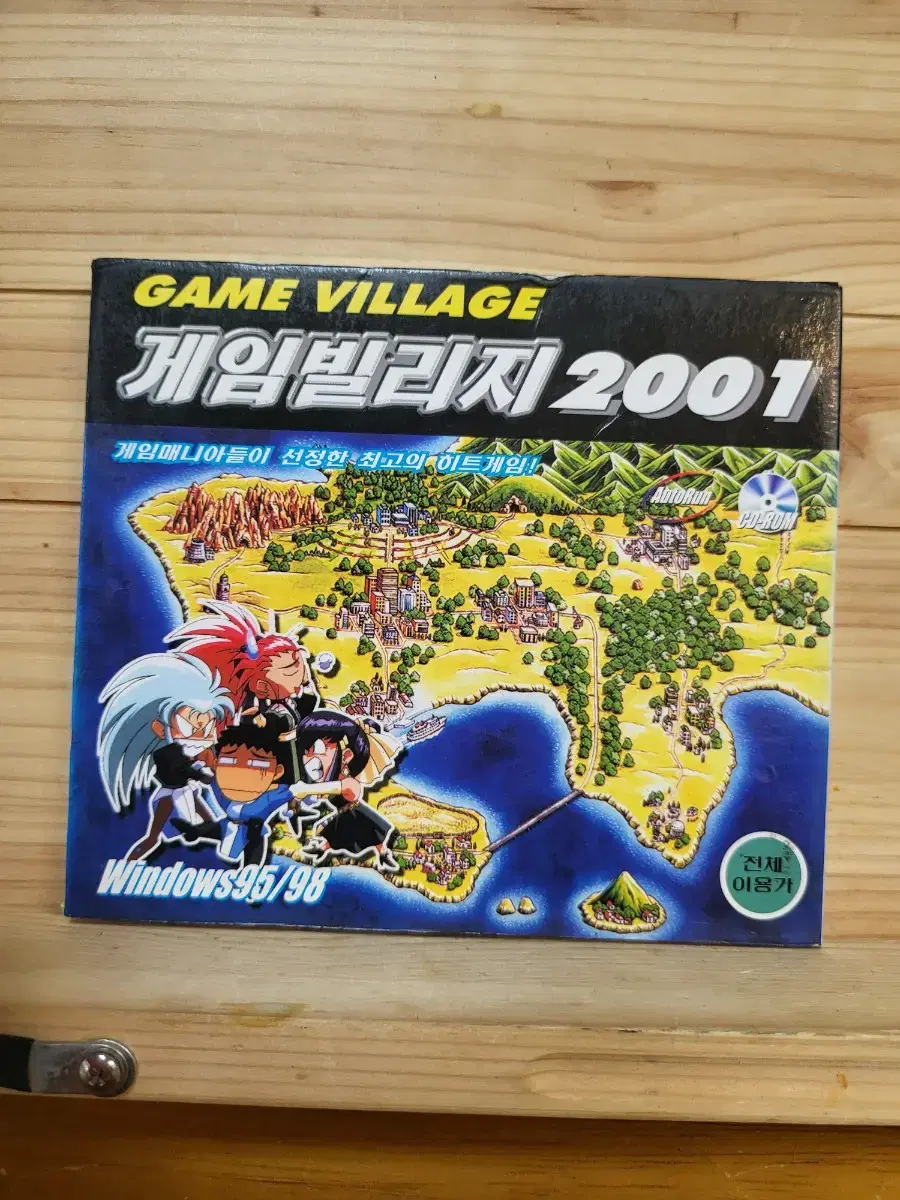 GAME VILLAGE
게임빌리지 2001
게임매니아들이 선정한 최고의 히트게임!
AutoRun
CD-ROM
Windows95/98
전체
이용가